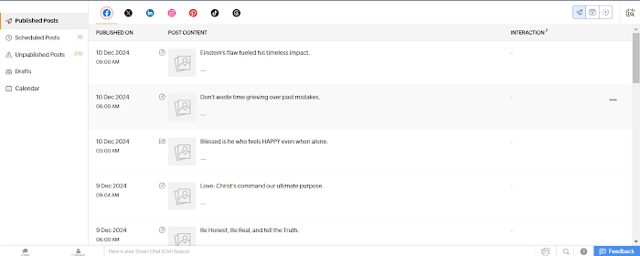 Published Posts
Scheduled Posts
Unpublished Posts
Drafts
Calendar
PUBLISHED ON
POST CONTENT
INTERACTION ?
10 Dec 2024
09:00 AM
Einstein's flaw fueled his timeless impact.
...
-
10 Dec 2024
06:00 AM
Don't waste time grieving over past mistakes.
...
-
10 Dec 2024
03:00 AM
Blessed is he who feels HAPPY even when alone.
...
-
9 Dec 2024
09:04 AM
Love: Christ's command our ultimate purpose.
...
-
9 Dec 2024
06:00 AM
Be Honest, Be Real, and tell the Truth.
-
Here is your Smart Chat (Ctrl+Space)
Feedback